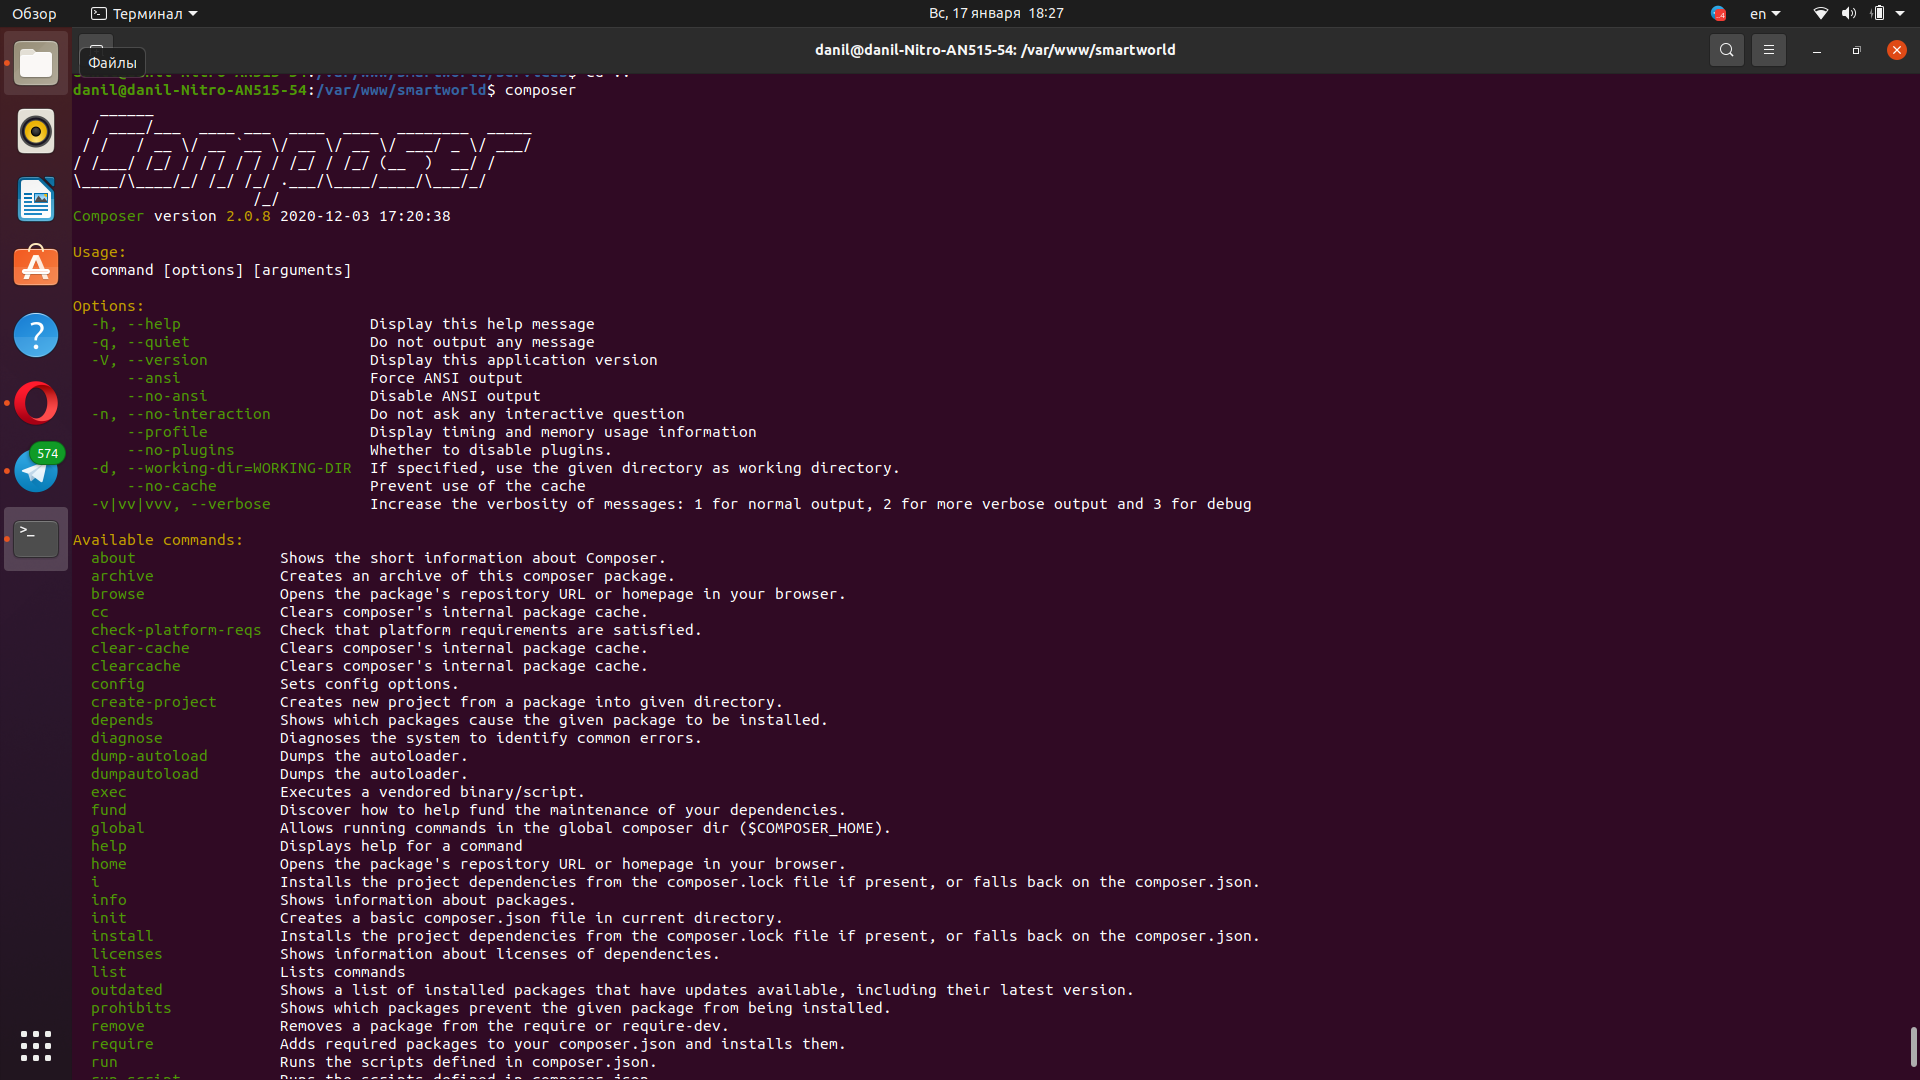 Обзор
Терминал
Вс, 17 января 18:27
en
Файлы
danil@danil-Nitro-AN515-54: /var/www/smartworld
danil@danil-Nitro-AN515-54:/var/www/smartworld$ composer
Composer
Composer version 2.0.8 2020-12-03 17:20:38
Usage:
command [options] [arguments]
Options:
-h, --help Display this help message
-q, --quiet Do not output any message
-V, --version Display this application version
--ansi Force ANSI output
--no-ansi Disable ANSI output
-n, --no-interaction Do not ask any interactive question
--profile Display timing and memory usage information
--no-plugins Whether to disable plugins.
-d, --working-dir=WORKING-DIR If specified, use the given directory as working directory.
--no-cache Prevent use of the cache
-v|vv|vvv, --verbose Increase the verbosity of messages: 1 for normal output, 2 for more verbose output and 3 for debug
574
Available commands:
about Shows the short information about Composer.
archive Creates an archive of this composer package.
browse Opens the package's repository URL or homepage in your browser.
cc Clears composer's internal package cache.
check-platform-reqs Check that platform requirements are satisfied.
clear-cache Clears composer's internal package cache.
clearcache Clears composer's internal package cache.
config Sets config options.
create-project Creates new project from a package into given directory.
depends Shows which packages cause the given package to be installed.
diagnose Diagnoses the system to identify common errors.
dump-autoload Dumps the autoloader.
dumpautoload Dumps the autoloader.
exec Executes a vendored binary/script.
fund Discover how to help fund the maintenance of your dependencies.
global Allows running commands in the global composer dir ($COMPOSER_HOME).
help Displays help for a command
home Opens the package's repository URL or homepage in your browser.
i Installs the project dependencies from the composer.lock file if present, or falls back on the composer.json.
info Shows information about packages.
init Creates a basic composer.json file in current directory.
install Installs the project dependencies from the composer.lock file if present, or falls back on the composer.json.
licenses Shows information about licenses of dependencies.
list Lists commands
outdated Shows a list of installed packages that have updates available, including their latest version.
prohibits Shows which packages prevent the given package from being installed.
remove Removes a package from the require or require-dev.
require Adds required packages to your composer.json and installs them.
run Runs the scripts defined in composer.json.